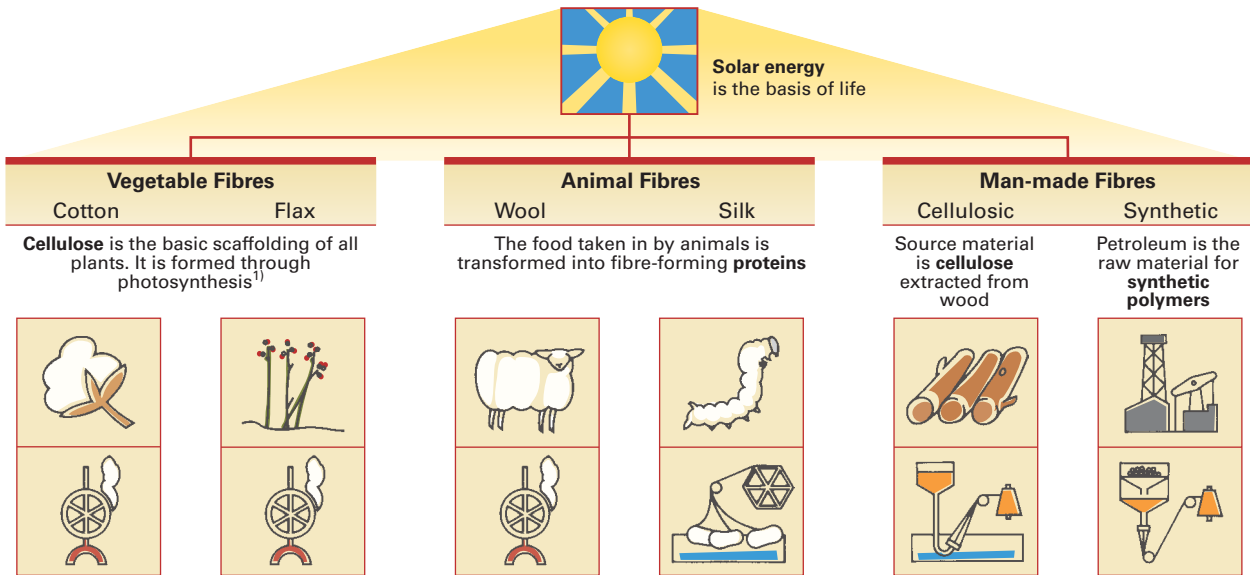 Solar energy
is the basis of life
Vegetable Fibres
Cotton
Flax
Cellulose is the basic scaffolding of all
plants. It is formed through
photosynthesis1)
Animal Fibres
Wool
Silk
The food taken in by animals is
transformed into fibre-forming proteins
Man-made Fibres
Cellulosic
Synthetic
Source material
is cellulose
extracted from
wood
Petroleum is the
raw material for
synthetic
polymers